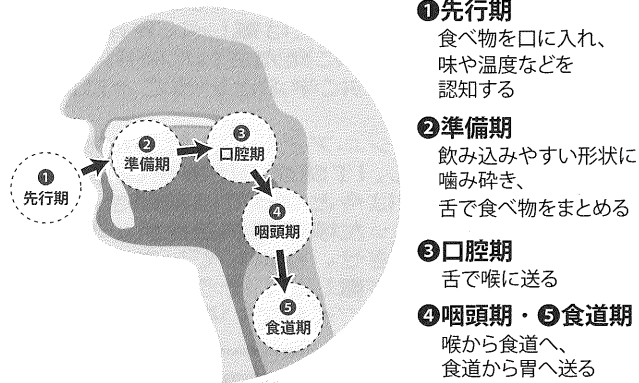 ❶
先行期
❷
準備期
❸
口腔期
❹
咽頭期
❺
食道期
❶先行期
食べ物を口に入れ、
味や温度などを
認知する
❷準備期
飲み込みやすい形状に
噛み砕き、
舌で食べ物をまとめる
❸口腔期
舌で喉に送る
❹咽頭期・❺食道期
喉から食道へ、
食道から胃へ送る